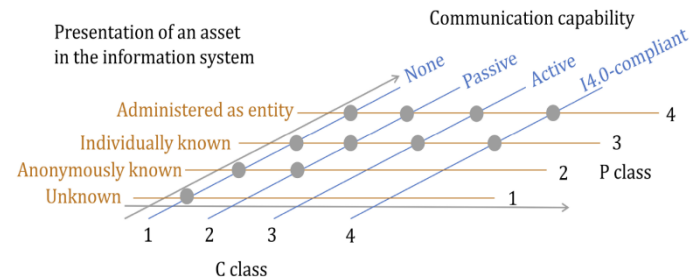 Communication capability
Presentation of an asset
in the information system
None
Passive
Active
I4.0-compliant
Administered as entity
4
Individually known
3
Anonymously known
2
P class
Unknown
1
1
2
3
4
C class